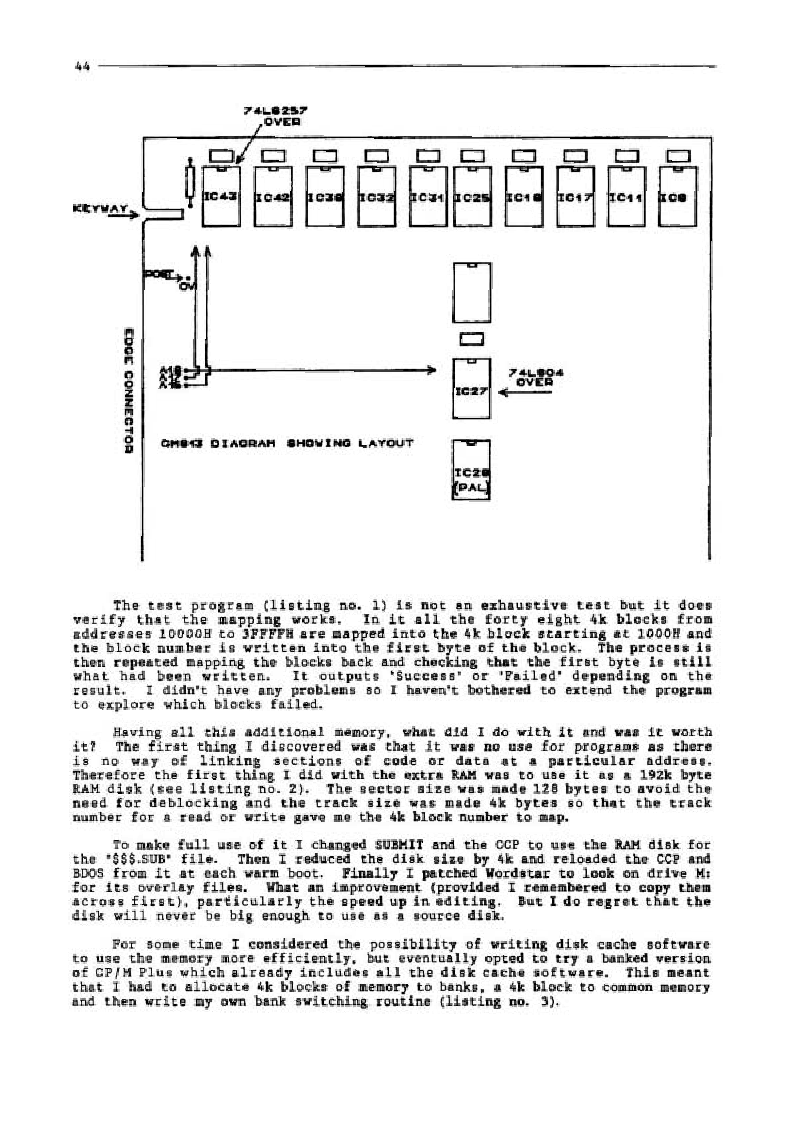 44
74LS257
OVER
IC43 IC42 IC38 IC32 IC31 IC25 IC18 IC17 IC11 IC8
KEYWAY
0V
EDGE CONNECTOR
A18
A17
A16
74LS04
OVER
IC27
GM813 DIAGRAM SHOWING LAYOUT
IC28
(PAL)
The test program (listing no. 1) is not an exhaustive test but it does
verify that the mapping works. In it all the forty eight 4k blocks from
addresses 10000H to 3FFFFH are mapped into the 4k block starting at 1000H and
the block number is written into the first byte of the block. The process is
then repeated mapping the blocks back and checking that the first byte is still
what had been written. It outputs 'Success' or 'Failed' depending on the
result. I didn't have any problems so I haven't bothered to extend the program
to explore which blocks failed.
Having all this additional memory, what did I do with it and was it worth
it? The first thing I discovered was that it was no use for programs as there
is no way of linking sections of code or data at a particular address.
Therefore the first thing I did with the extra RAM was to use it as a 192k byte
RAM disk (see listing no. 2). The sector size was made 128 bytes to avoid the
need for deblocking and the track size was made 4k bytes so that the track
number for a read or write gave me the 4k block number to map.
To make full use of it I changed SUBMIT and the CCP to use the RAM disk for
the '$$$.SUB' file. Then I reduced the disk size by 4k and reloaded the CCP and
BDOS from it at each warm boot. Finally I patched Wordstar to look on drive M:
for its overlay files. What an improvement (provided I remembered to copy them
across first), particularly the speed up in editing. But I do regret that the
disk will never be big enough to use as a source disk.
For some time I considered the possibility of writing disk cache software
to use the memory more efficiently, but eventually opted to try a banked version
of CP/M Plus which already includes all the disk cache software. This meant
that I had to allocate 4k blocks of memory to banks, a 4k block to common memory
and then write my own bank switching routine (listing no. 3).